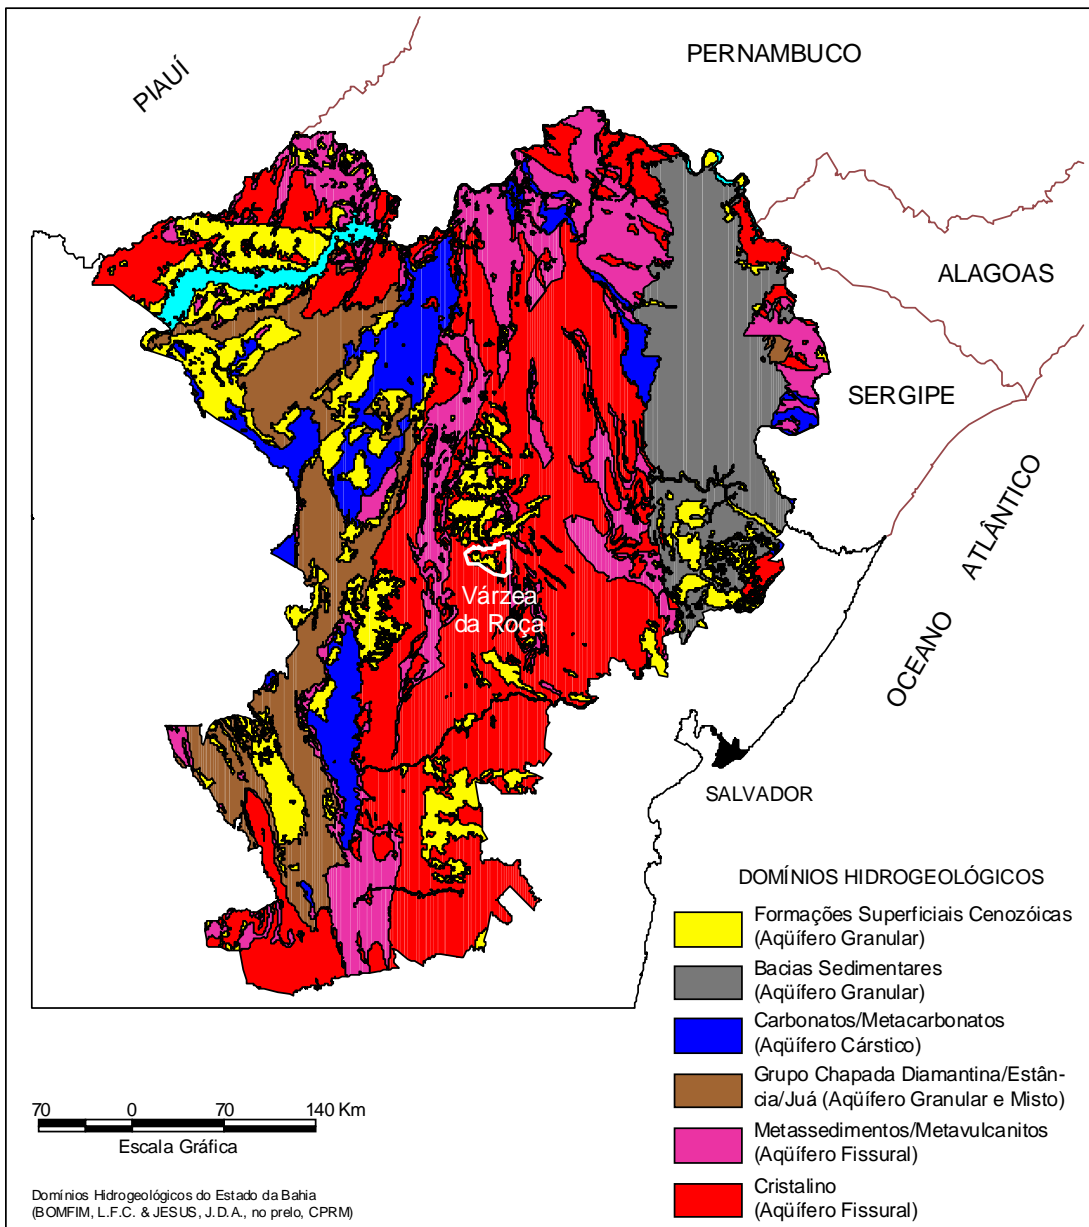 PERNAMBUCO
PIAUÍ
ALAGOAS
SERGIPE
OCEANO ATLÂNTICO
Várzea
da Roça
SALVADOR
DOMÍNIOS HIDROGEOLÓGICOS
Formações Superficiais Cenozóicas
(Aqüífero Granular)
Bacias Sedimentares
(Aqüífero Granular)
Carbonatos/Metacarbonatos
(Aqüífero Cárstico)
Grupo Chapada Diamantina/Estân-
cia/Juá (Aqüífero Granular e Misto)
Metassedimentos/Metavulcanitos
(Aqüífero Fissural)
Cristalino
(Aqüífero Fissural)
70 0 70 140 Km
Escala Gráfica
Domínios Hidrogeológicos do Estado da Bahia
(BOMFIM, L.F.C. & JESUS, J.D.A., no prelo, CPRM)